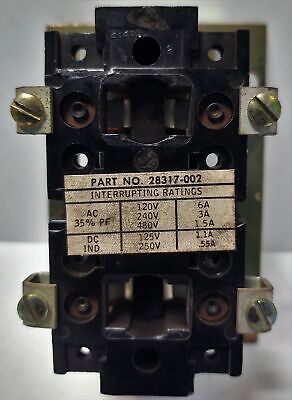 PART NO. 28317-002
INTERRUPTING RATINGS
AC 35% PF 120V 6A
240V 3A
480V 1.5A
DC IND 125V 1.1A
250V .55A